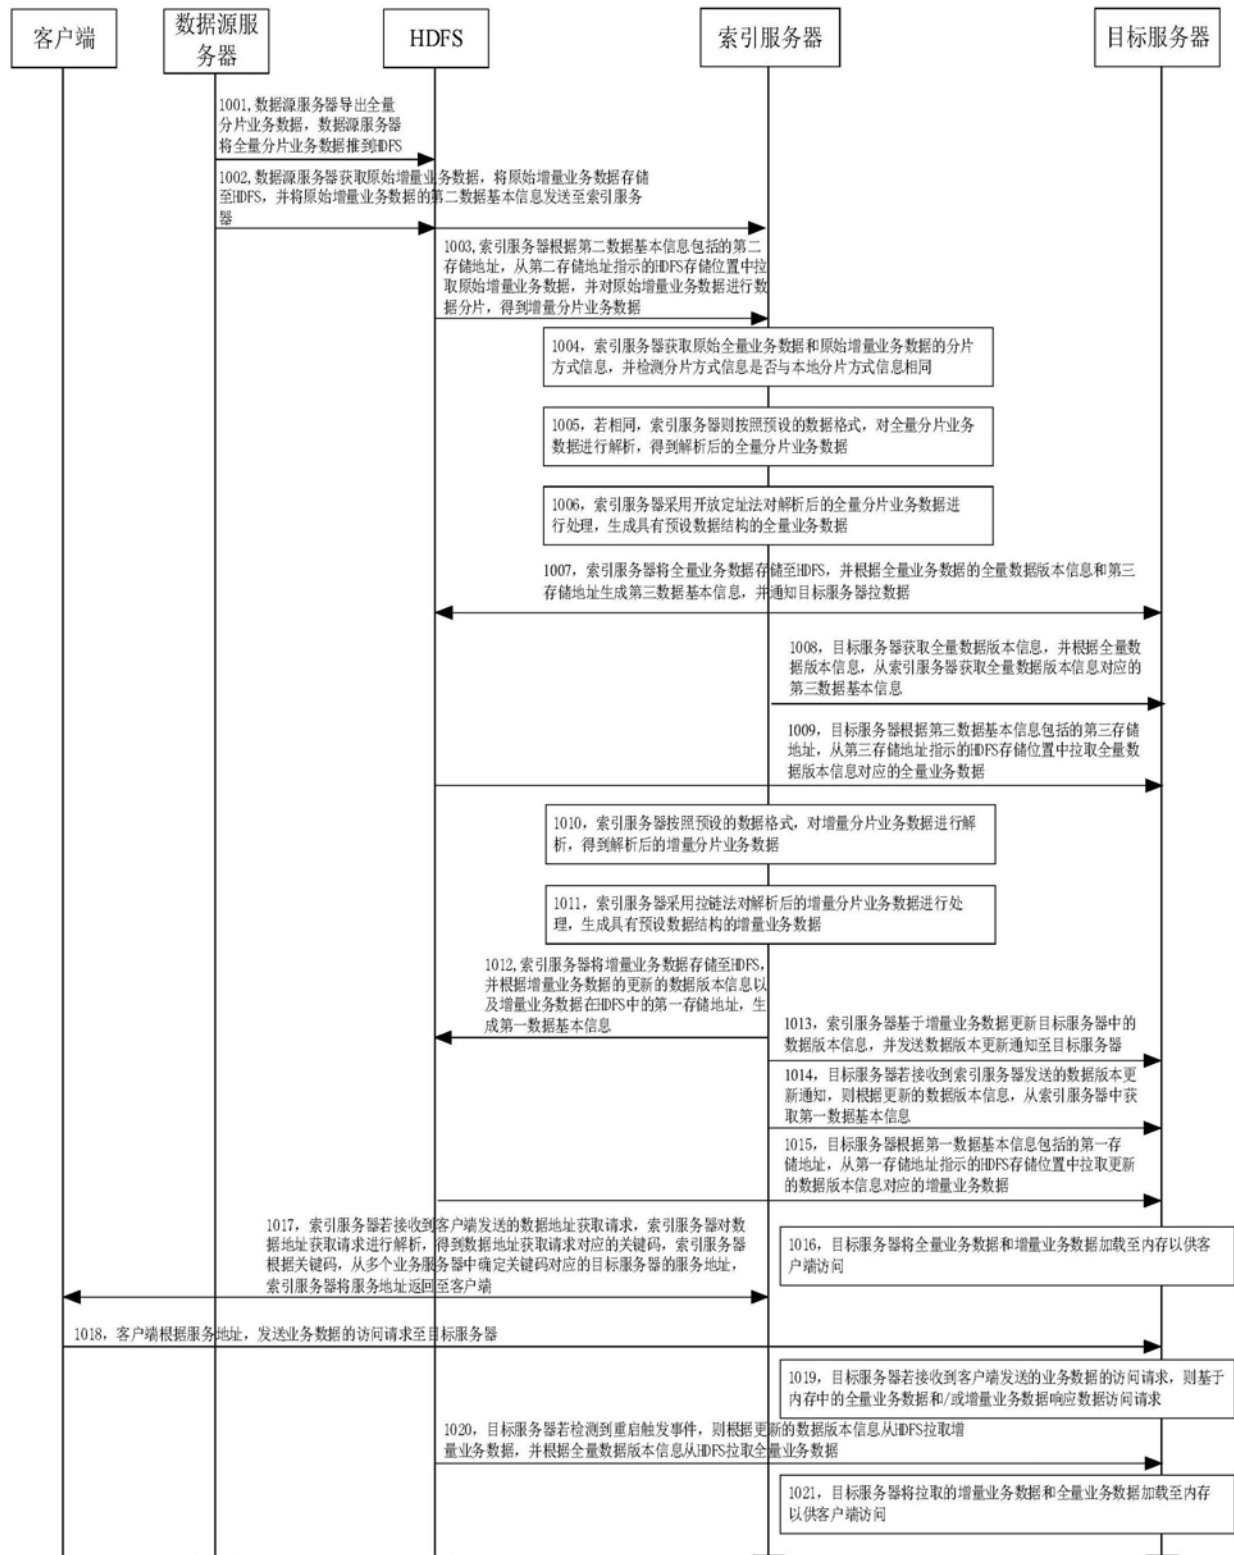 客户端
数据源服
务器
HDFS
索引服务器
目标服务器
1001,数据源服务器导出全量
分片业务数据，数据源服务器
将全量分片业务数据推到HDFS
1002,数据源服务器获取原始增量业务数据，将原始增量业务数据存储
至HDFS，并将原始增量业务数据的第二数据基本信息发送至索引服务
器
1003,索引服务器根据第二数据基本信息包括的第二
存储地址，从第二存储地址指示的HDFS存储位置中拉
取原始增量业务数据，并对原始增量业务数据进行数
据分片，得到增量分片业务数据
1004，索引服务器获取原始全量业务数据和原始增量业务数据的分片
方式信息，并检测分片方式信息是否与本地分片方式信息相同
1005，若相同，索引服务器则按照预设的数据格式，对全量分片业务
数据进行解析，得到解析后的全量分片业务数据
1006，索引服务器采用开放定址法对解析后的全量分片业务数据进
行处理，生成具有预设数据结构的全量业务数据
1007，索引服务器将全量业务数据存储至HDFS，并根据全量业务数据的全量数据版本信息和第三
存储地址生成第三数据基本信息，并通知目标服务器拉数据
1008，目标服务器获取全量数据版本信息，并根据全量数
据版本信息，从索引服务器获取全量数据版本信息对应的
第三数据基本信息
1009，目标服务器根据第三数据基本信息包括的第三存储
地址，从第三存储地址指示的HDFS存储位置中拉取全量数
据版本信息对应的全量业务数据
1010，索引服务器按照预设的数据格式，对增量分片业务数据进行解
析，得到解析后的增量分片业务数据
1011，索引服务器采用拉链法对解析后的增量分片业务数据进行处
理，生成具有预设数据结构的增量业务数据
1012,索引服务器将增量业务数据存储至HDFS，
并根据增量业务数据的更新的数据版本信息以
及增量业务数据在HDFS中的第一存储地址，生
成第一数据基本信息
1013，索引服务器基于增量业务数据更新目标服务器中的
数据版本信息，并发送数据版本更新通知至目标服务器
1014，目标服务器若接收到索引服务器发送的数据版本更
新通知，则根据更新的数据版本信息，从索引服务器中获
取第一数据基本信息
1015，目标服务器根据第一数据基本信息包括的第一存
储地址，从第一存储地址指示的HDFS存储位置中拉取更新
的数据版本信息对应的增量业务数据
1017，索引服务器若接收到客户端发送的数据地址获取请求，索引服务器对数
据地址获取请求进行解析，得到数据地址获取请求对应的关键码，索引服务器
根据关键码，从多个业务服务器中确定关键码对应的目标服务器的服务地址，
索引服务器将服务地址返回至客户端
1016，目标服务器将全量业务数据和增量业务数据加载至内存以供客
户端访问
1018，客户端根据服务地址，发送业务数据的访问请求至目标服务器
1019，目标服务器若接收到客户端发送的业务数据的访问请求，则基于
内存中的全量业务数据和/或增量业务数据响应数据访问请求
1020，目标服务器若检测到重启触发事件，则根据更新的数据版本信息从HDFS拉取增
量业务数据，并根据全量数据版本信息从HDFS拉取全量业务数据
1021，目标服务器将拉取的增量业务数据和全量业务数据加载至内存
以供客户端访问